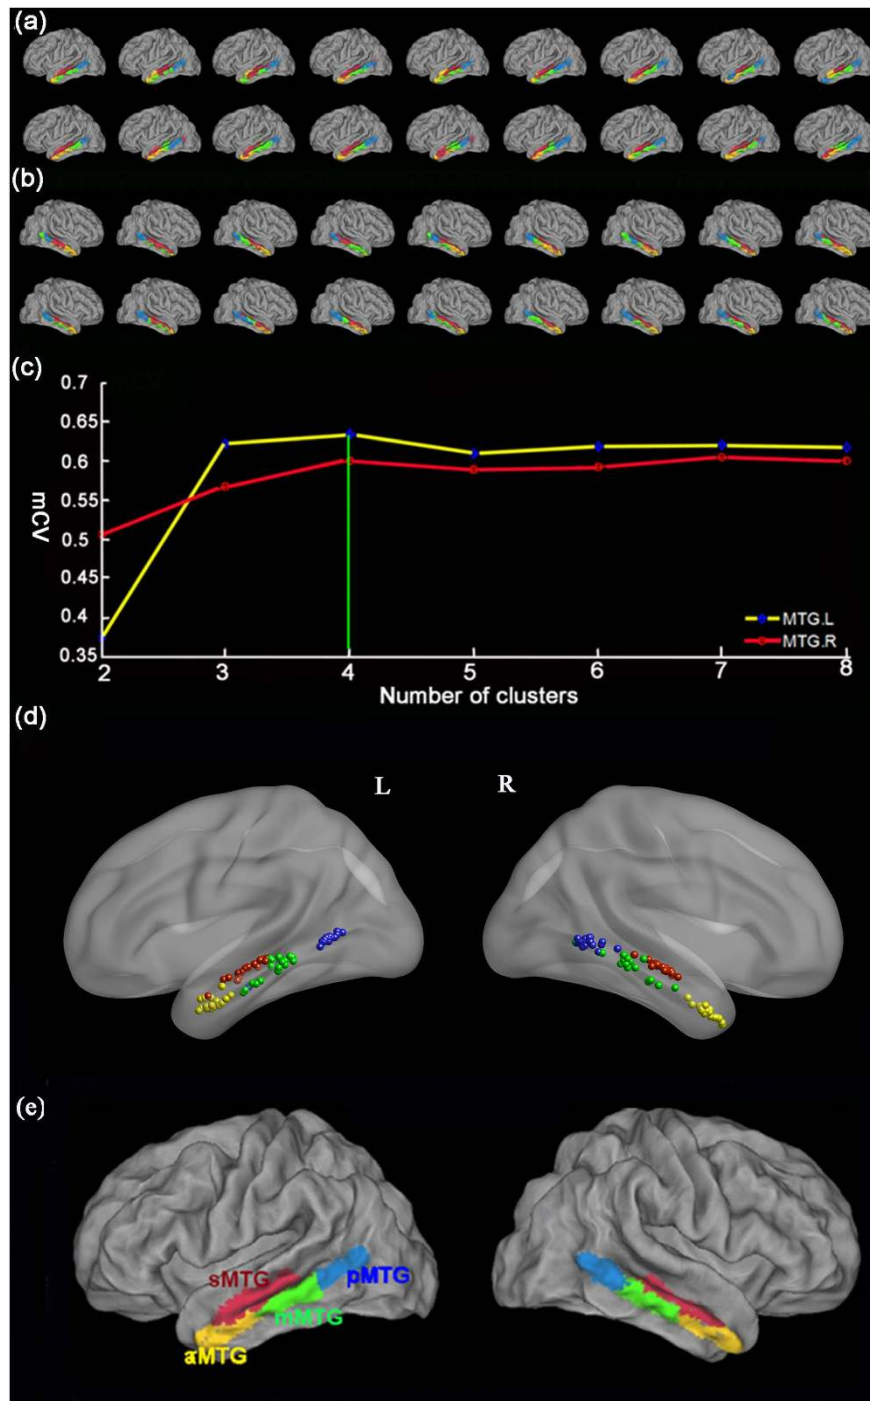 (a)
(b)
(c)
0.7
0.65
0.6
0.55
0.5
0.45
0.4
0.35
mCV
MTG.L
MTG.R
2 3 4 5 6 7 8
Number of clusters
(d)
L R
(e)
sMTG
pMTG
mMTG
aMTG